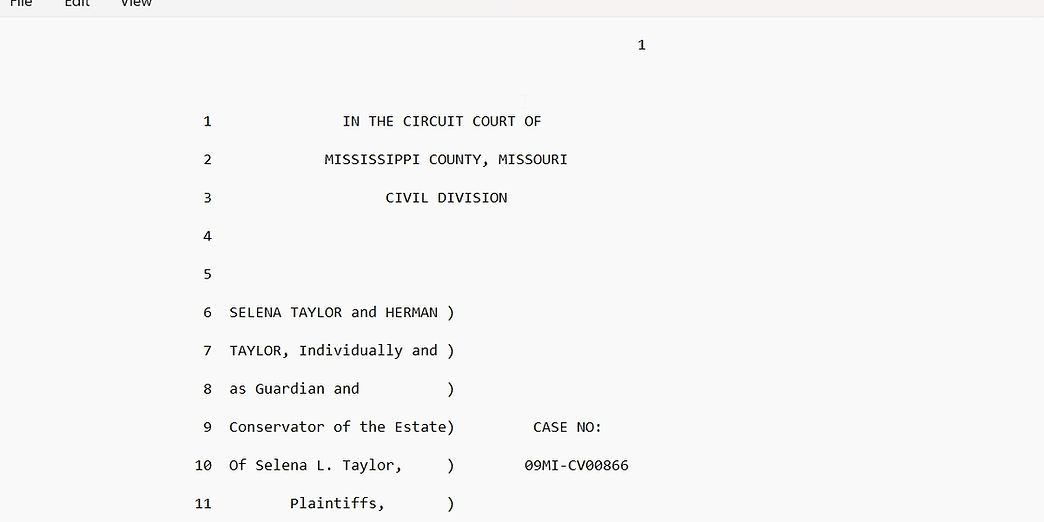 File Edit View
1
1 IN THE CIRCUIT COURT OF
2 MISSISSIPPI COUNTY, MISSOURI
3 CIVIL DIVISION
4
5
6 SELENA TAYLOR and HERMAN )
7 TAYLOR, Individually and )
8 as Guardian and )
9 Conservator of the Estate) CASE NO:
10 Of Selena L. Taylor, ) 09MI-CV00866
11 Plaintiffs, )